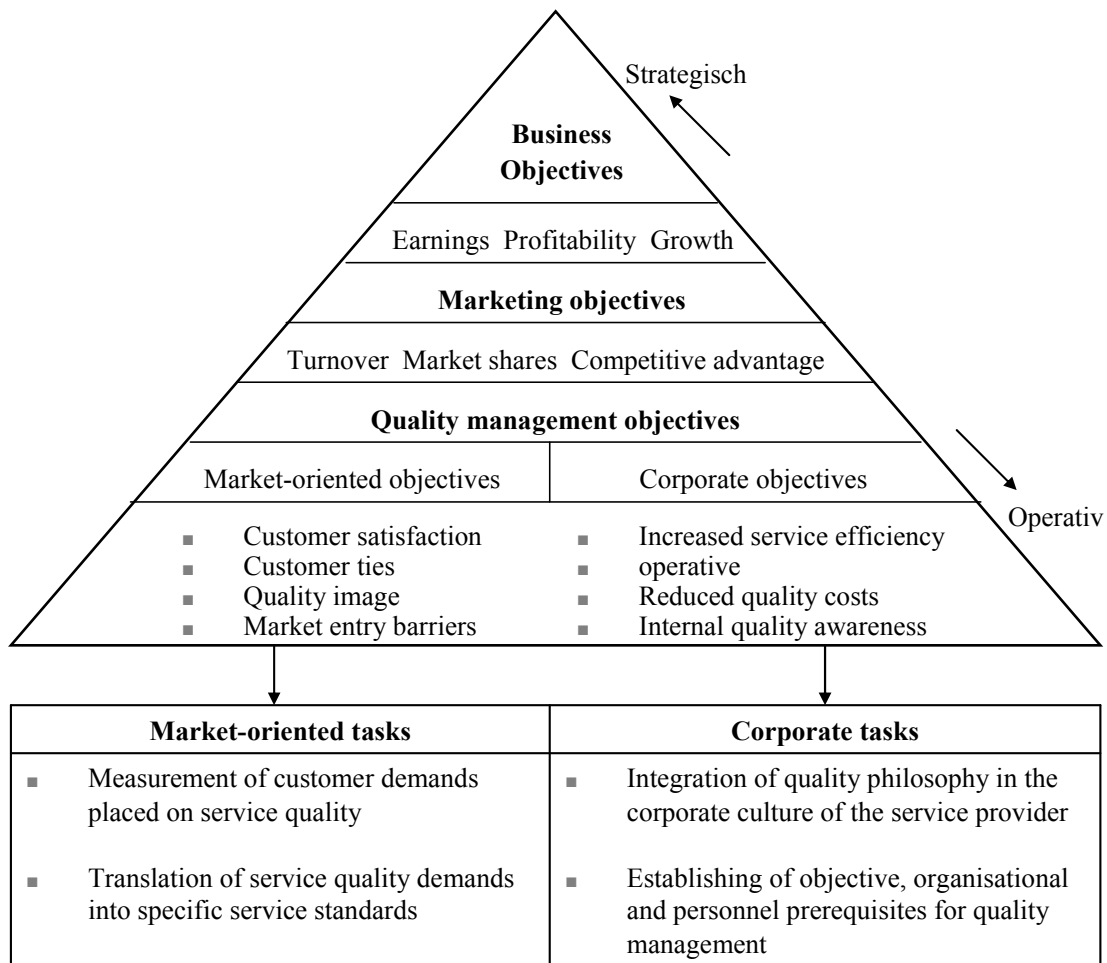 Strategisch
Business
Objectives
Earnings Profitability Growth
Marketing objectives
Turnover Market shares Competitive advantage
Quality management objectives
Market-oriented objectives
Corporate objectives
Operativ
■ Customer satisfaction
■ Customer ties
■ Quality image
■ Market entry barriers
■ Increased service efficiency
■ operative
■ Reduced quality costs
■ Internal quality awareness
Market-oriented tasks
■ Measurement of customer demands
placed on service quality
■ Translation of service quality demands
into specific service standards
Corporate tasks
■ Integration of quality philosophy in the
corporate culture of the service provider
■ Establishing of objective, organisational
and personnel prerequisites for quality
management